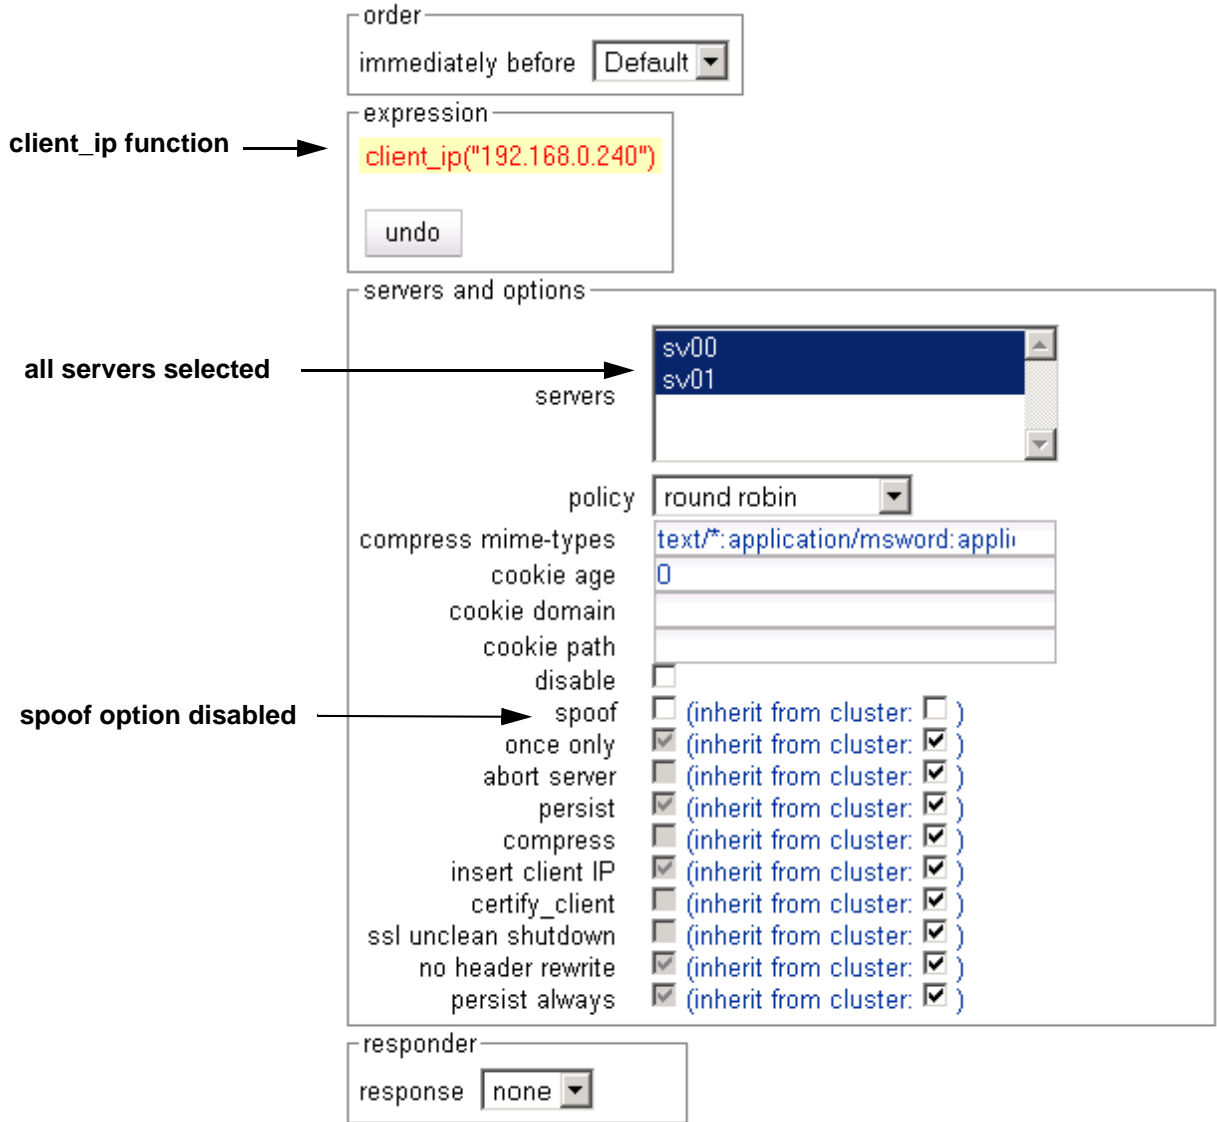 order
immediately before Default
expression
client_ip function
client_ip("192.168.0.240")
undo
servers and options
all servers selected
servers
sv00
sv01
policy round robin
compress mime-types text/*:application/msword:appli
cookie age 0
cookie domain
cookie path
disable
spoof option disabled
spoof (inherit from cluster: )
once only (inherit from cluster: )
abort server (inherit from cluster: )
persist (inherit from cluster: )
compress (inherit from cluster: )
insert client IP (inherit from cluster: )
certify_client (inherit from cluster: )
ssl unclean shutdown (inherit from cluster: )
no header rewrite (inherit from cluster: )
persist always (inherit from cluster: )
responder
response none